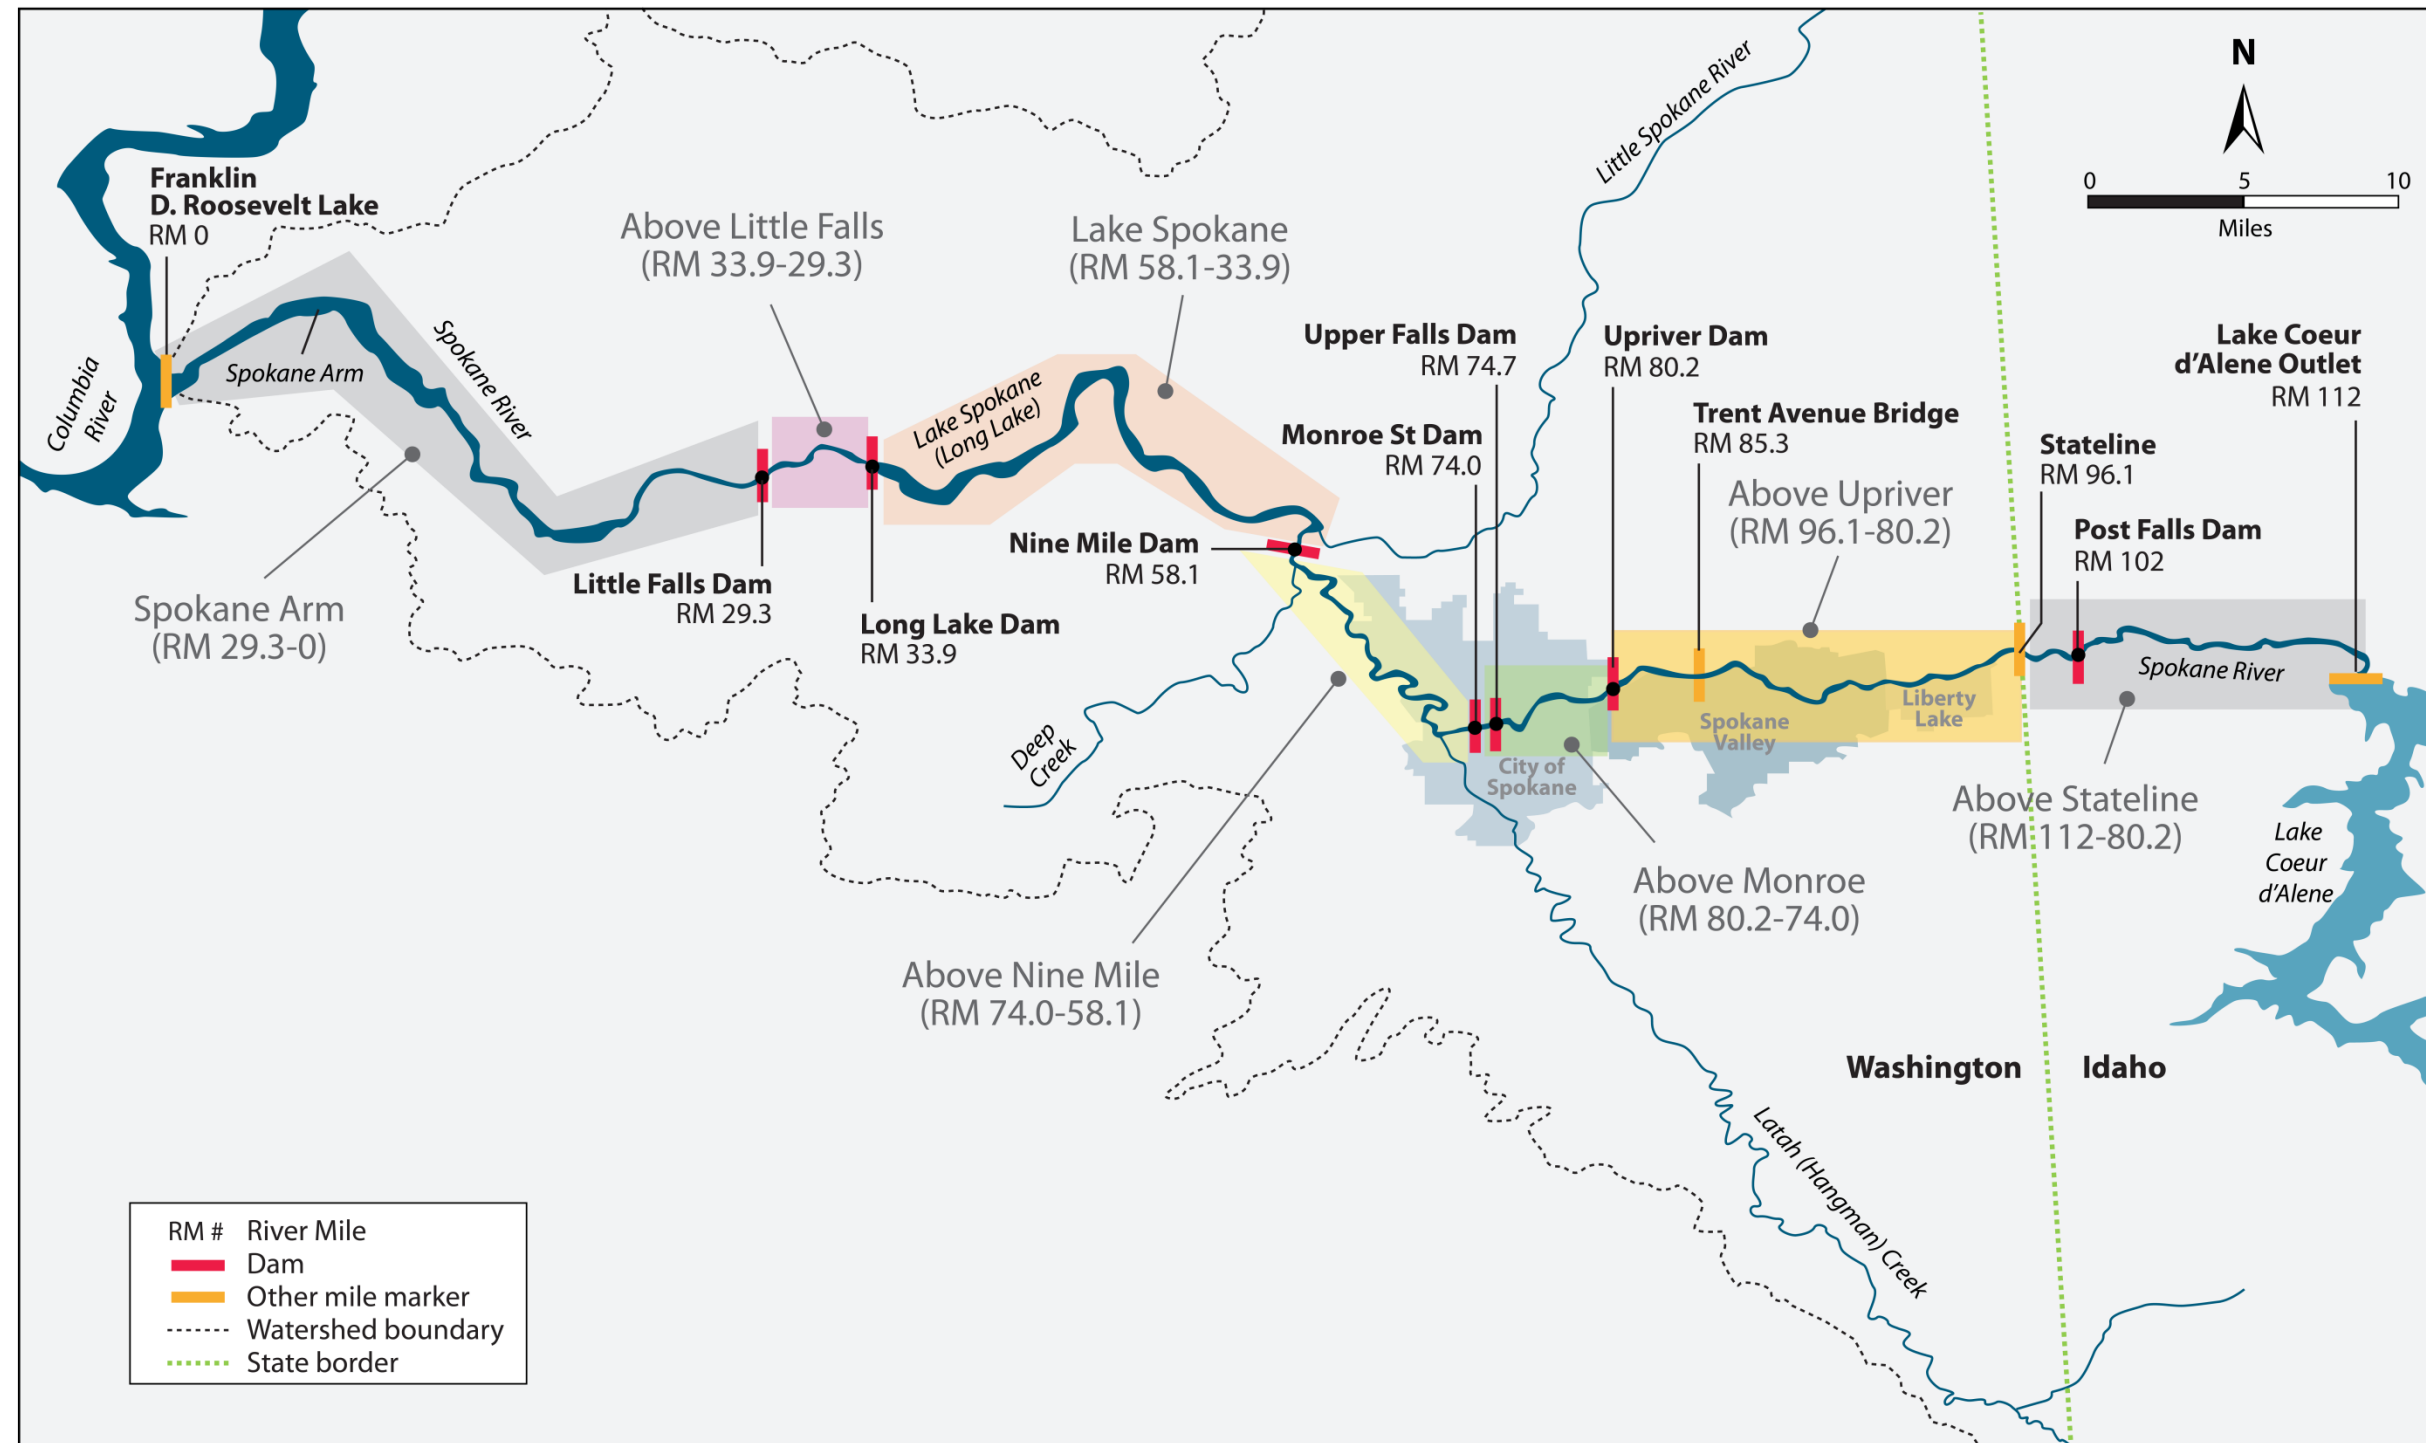 N
0 5 10
Miles
Little Spokane River
Franklin
D. Roosevelt Lake
RM 0
Above Little Falls
(RM 33.9-29.3)
Lake Spokane
(RM 58.1-33.9)
Columbia
River
Spokane Arm
Spokane River
Lake Spokane
(Long Lake)
Upper Falls Dam
RM 74.7
Upriver Dam
RM 80.2
Lake Coeur
d’Alene Outlet
RM 112
Monroe St Dam
RM 74.0
Trent Avenue Bridge
RM 85.3
Stateline
RM 96.1
Above Upriver
(RM 96.1-80.2)
Post Falls Dam
RM 102
Nine Mile Dam
RM 58.1
Little Falls Dam
RM 29.3
Long Lake Dam
RM 33.9
Spokane Arm
(RM 29.3-0)
Spokane River
Liberty
Lake
Spokane
Valley
City of
Spokane
Deep
Creek
Above Stateline
(RM 112-80.2)
Lake
Coeur
d’Alene
Above Monroe
(RM 80.2-74.0)
Above Nine Mile
(RM 74.0-58.1)
Washington
Idaho
Latah (Hangman) Creek
RM # River Mile
Dam
Other mile marker
Watershed boundary
State border